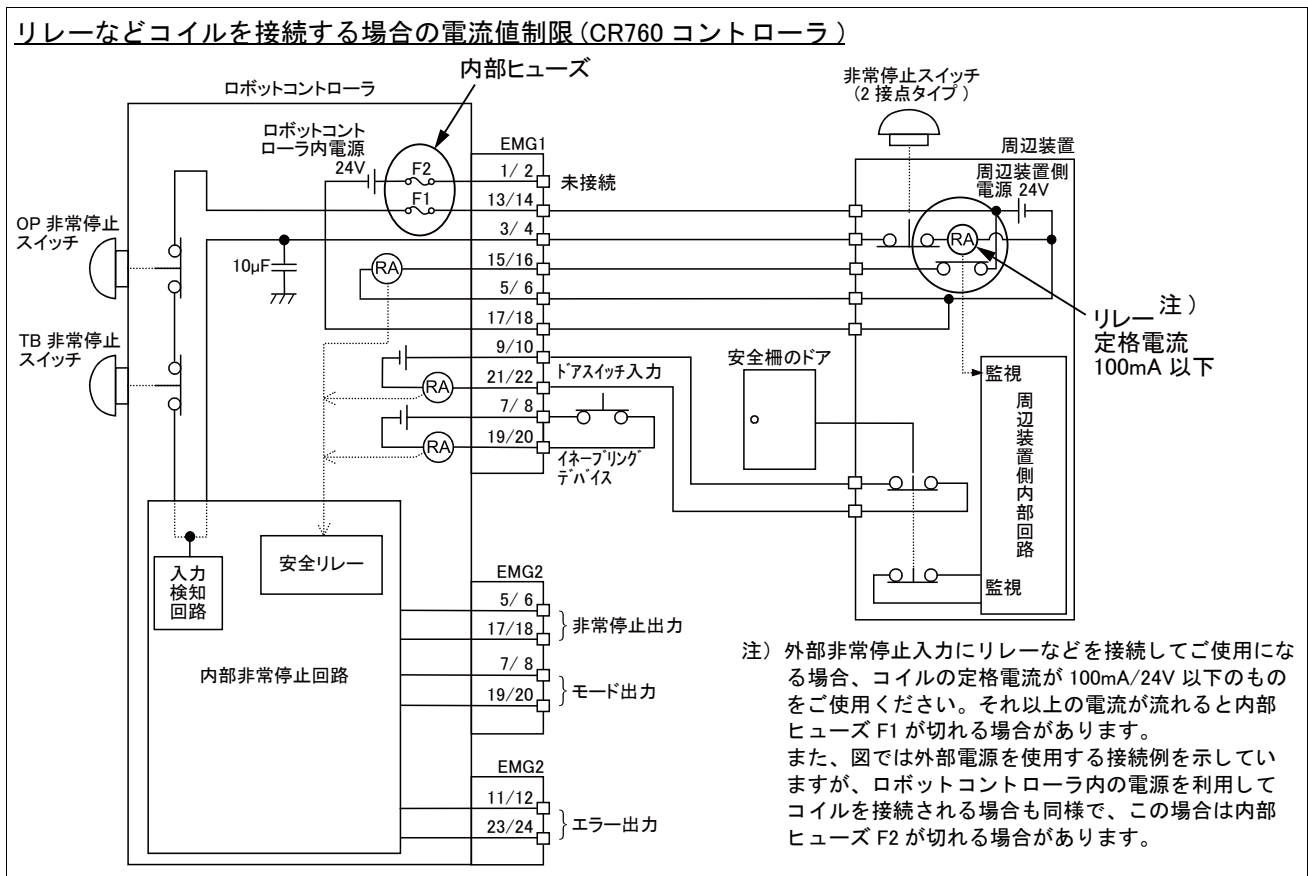 リレーなどコイルを接続する場合の電流値制限(CR760 コントローラ)
内部ヒューズ
ロボットコントローラ
ロボットコント
ローラ内電源
24V
F2
F1
EMG1
1/ 2
未接続
13/14
3/ 4
15/16
5/ 6
17/18
9/10
21/22
ドアスイッチ入力
7/ 8
19/20
イネーブリング
デバイス
OP 非常停止
スイッチ
10μF
RA
TB 非常停止
スイッチ
RA
RA
非常停止スイッチ
(2 接点タイプ)
周辺装置
周辺装置側
電源 24V
RA
リレー 注)
定格電流
100mA 以下
安全柵のドア
監視
周辺装置側内部回路
監視
入力
検知
回路
安全リレー
内部非常停止回路
EMG2
5/ 6
17/18
非常停止出力
7/ 8
19/20
モード出力
EMG2
11/12
23/24
エラー出力
注) 外部非常停止入力にリレーなどを接続してご使用にな
る場合、コイルの定格電流が 100mA/24V 以下のもの
をご使用ください。それ以上の電流が流れると内部
ヒューズ F1 が切れる場合があります。
また、図では外部電源を使用する接続例を示してい
ますが、ロボットコントローラ内の電源を利用して
コイルを接続される場合も同様で、この場合は内部
ヒューズ F2 が切れる場合があります。